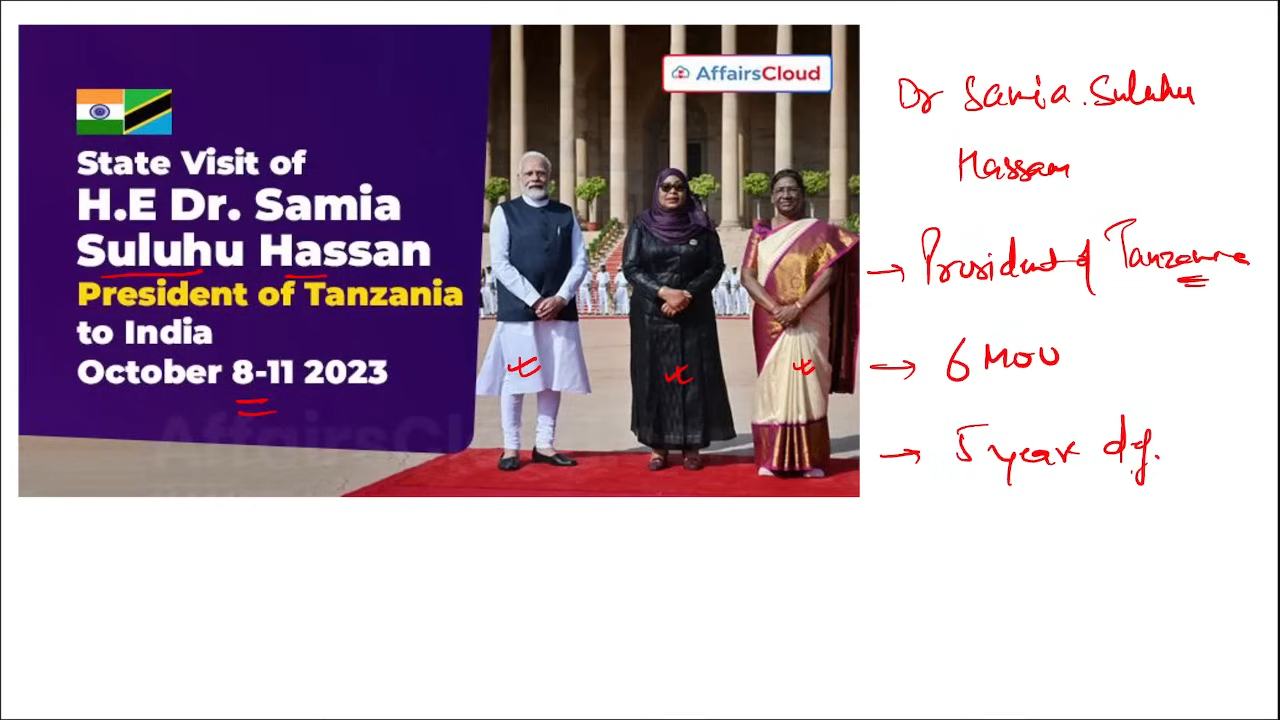 AffairsCloud
State Visit of
H.E Dr. Samia
Suluhu Hassan
President of Tanzania
to India
October 8-11 2023
AffairsCl
Dr Samia. Suluhu
Hassan
→ President of Tanzania
→ 6 MOU
→ 5 year